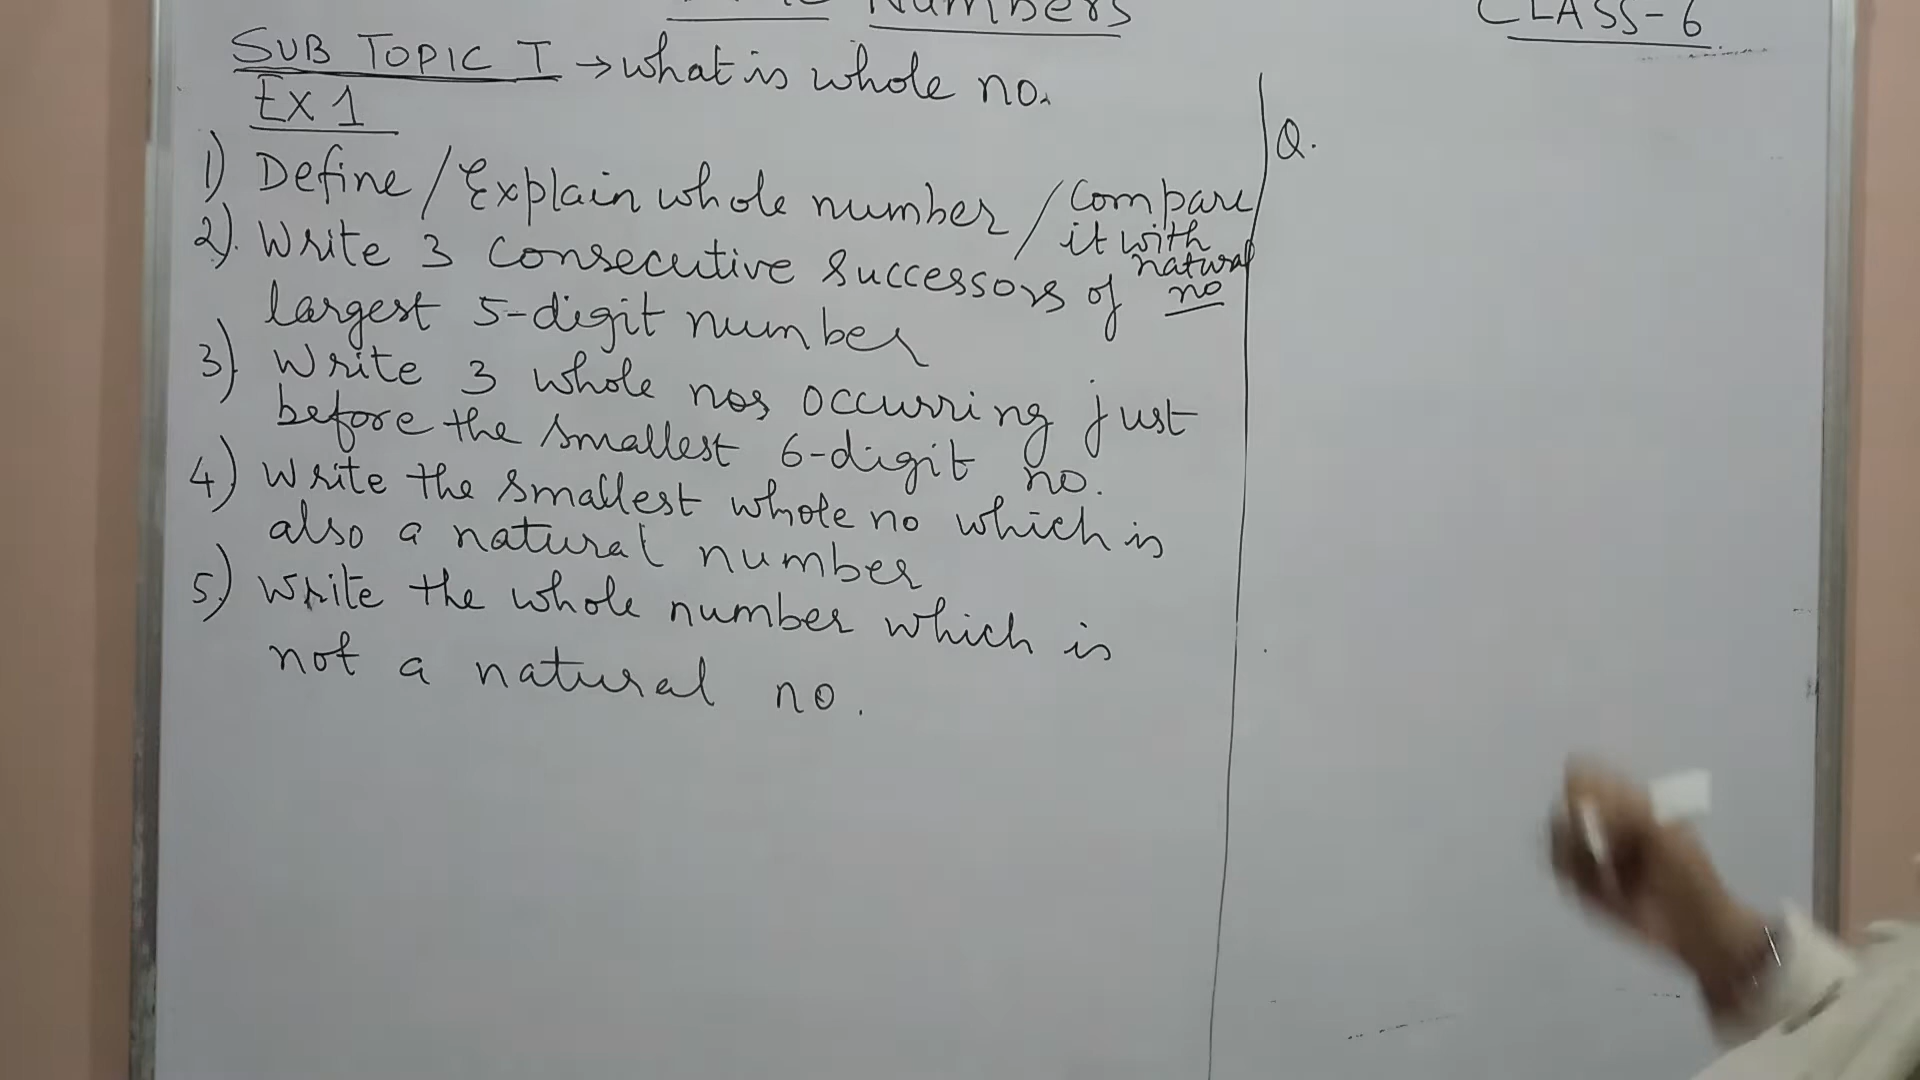 Numbers
CLASS-6
SUB TOPIC I → what is whole no.
Ex 1
1) Define / Explain whole number / Compare
it with
natural
no
2). Write 3 consecutive successors of
largest 5-digit number
3) Write 3 whole nos occurring just
before the smallest 6-digit no.
4) Write the smallest whole no which is
also a natural number
5.) Write the whole number which is
not a natural no.
Q.